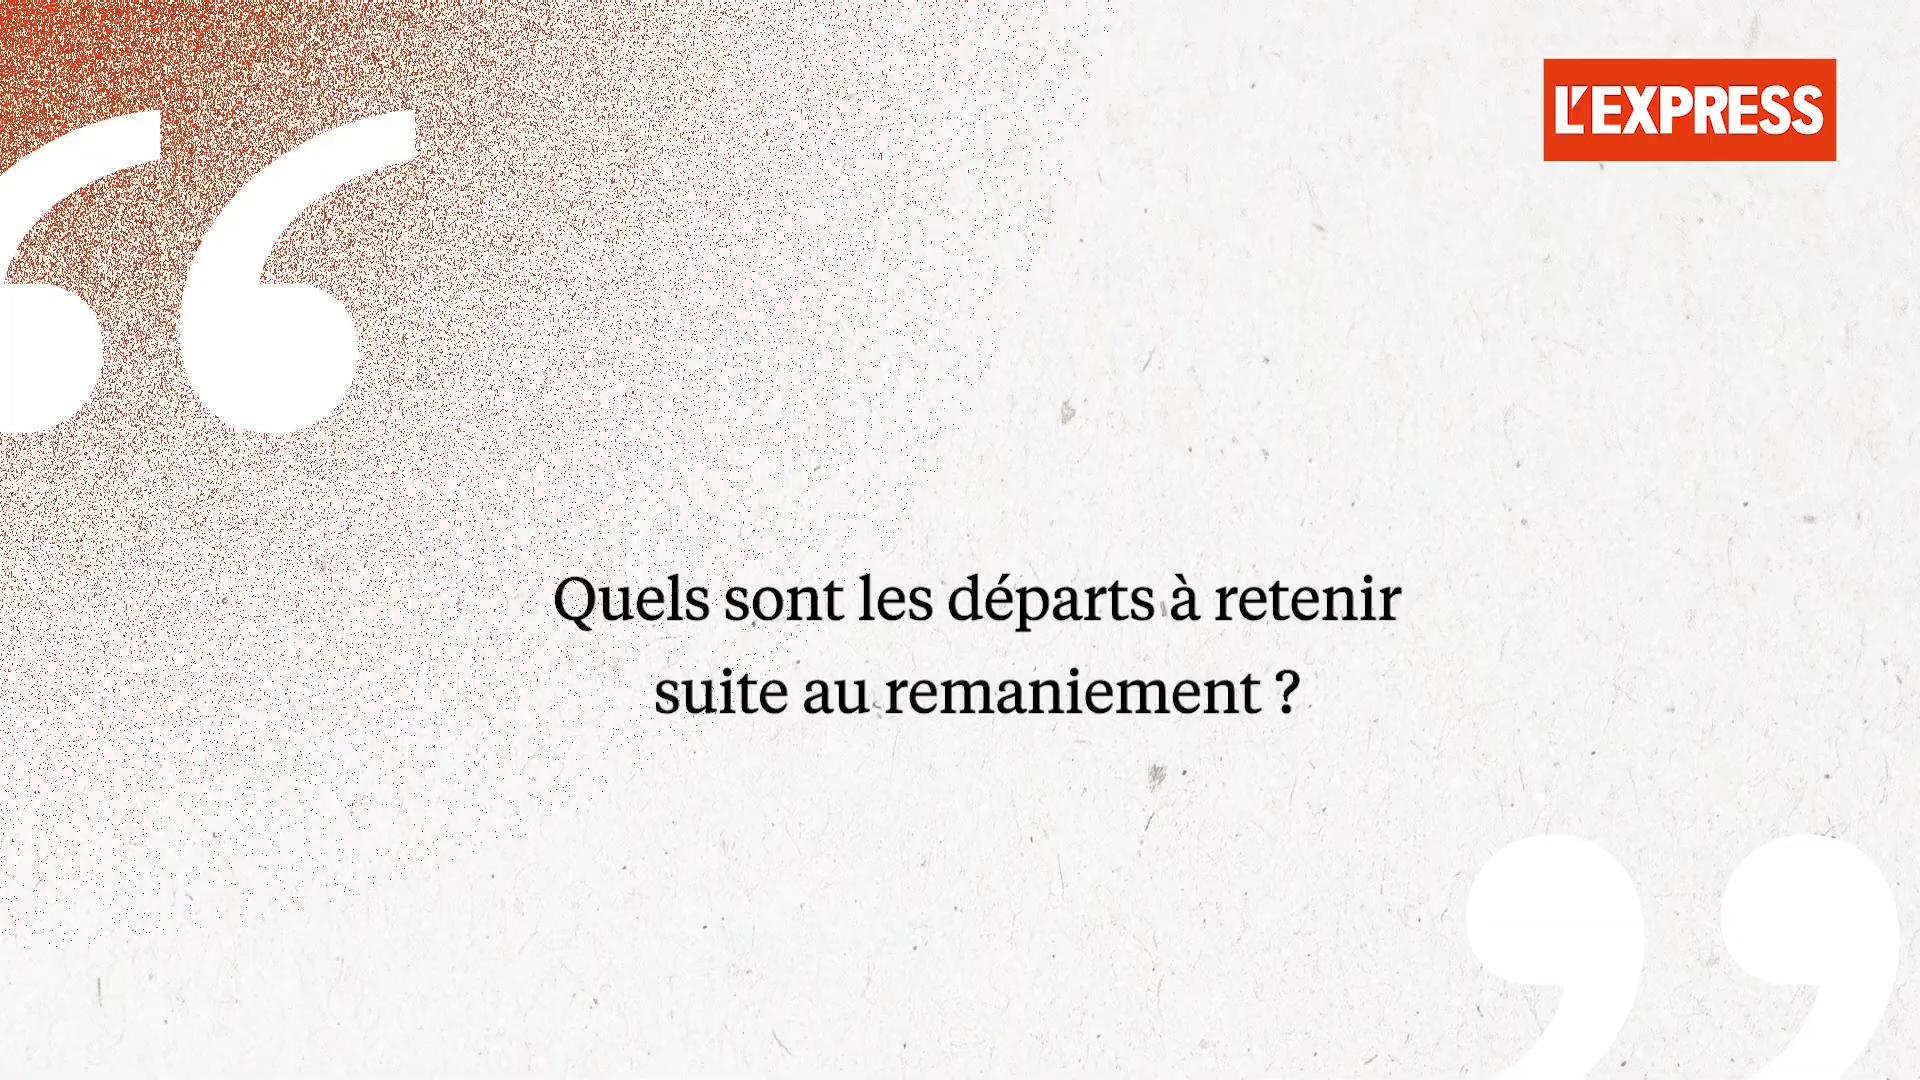 L'EXPRESS
Quels sont les départs à retenir
suite au remaniement ?